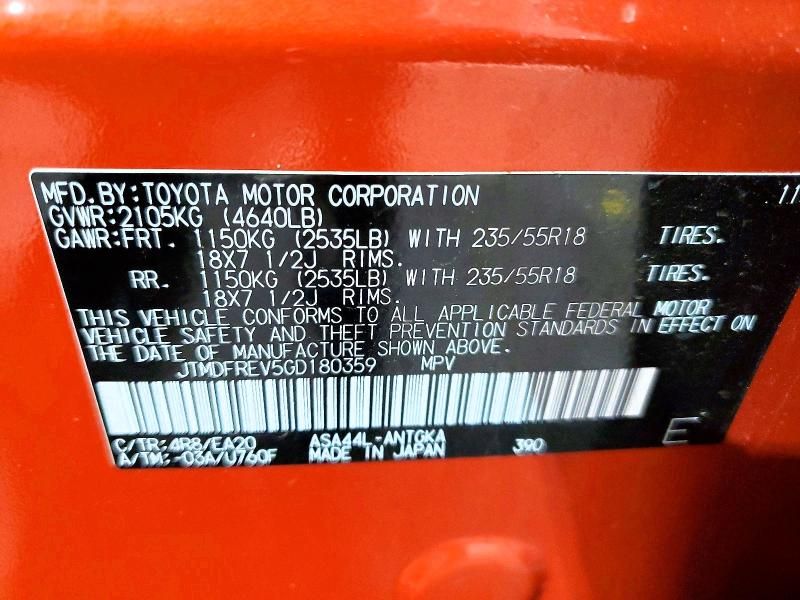 MFD. BY: TOYOTA MOTOR CORPORATION 11
GVWR: 2105KG (4640LB)
GAWR: FRT. 1150KG (2535LB) WITH 235/55R18 TIRES.
18X7 1/2J RIMS.
RR. 1150KG (2535LB) WITH 235/55R18 TIRES.
18X7 1/2J RIMS.
THIS VEHICLE CONFORMS TO ALL APPLICABLE FEDERAL MOTOR
VEHICLE SAFETY AND THEFT PREVENTION STANDARDS IN EFFECT ON
THE DATE OF MANUFACTURE SHOWN ABOVE.
JTMDFREV5GD180359 MPV
C/TR: 4R8/EA20 ASA44L-ANTGKA 390 E
A/TM: -03A/U760F MADE IN JAPAN